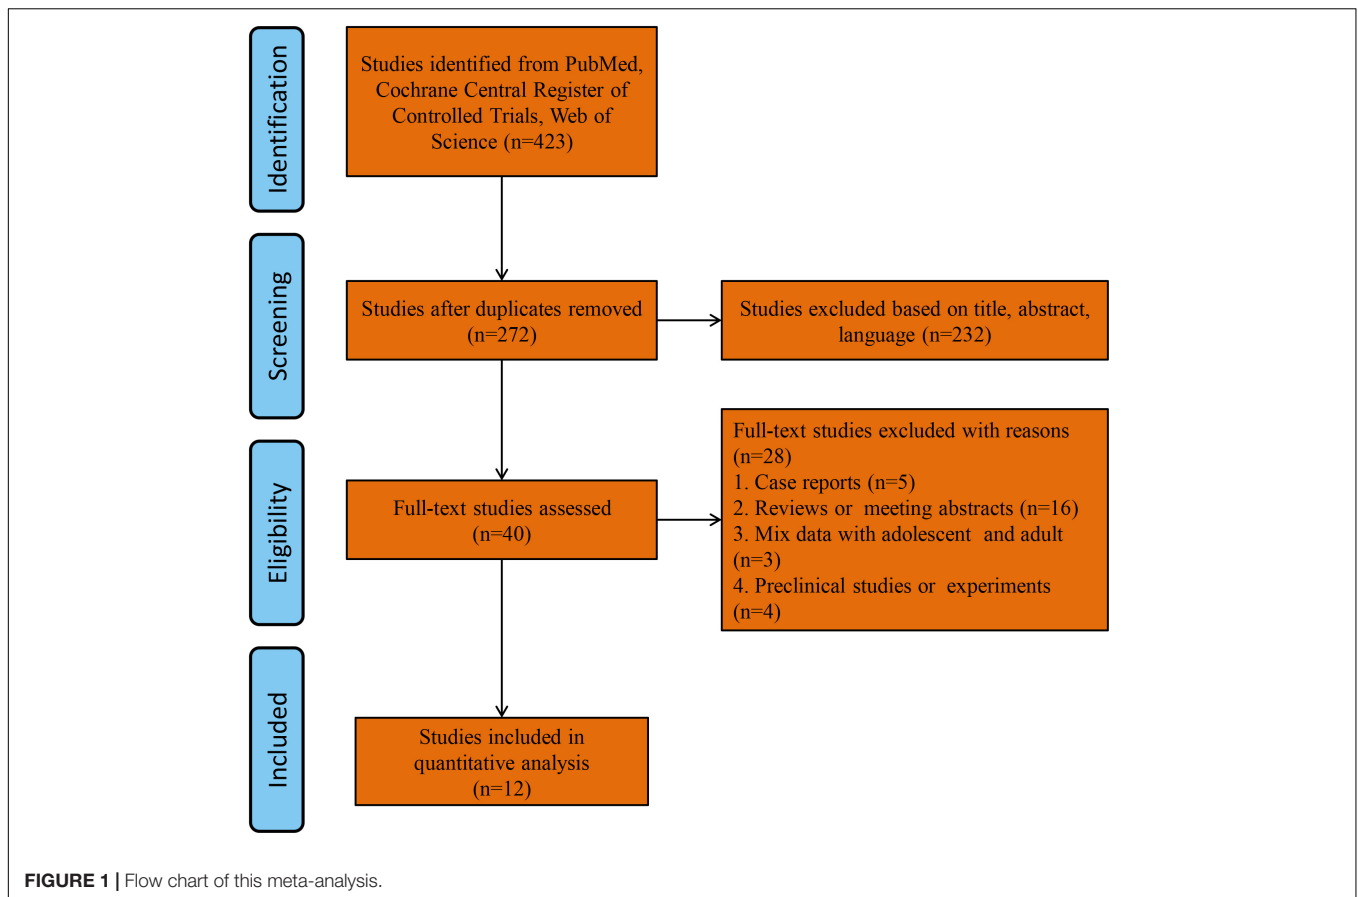 Identification
Studies identified from PubMed,
Cochrane Central Register of
Controlled Trials, Web of
Science (n=423)
Screening
Studies after duplicates removed
(n=272)
Studies excluded based on title, abstract,
language (n=232)
Eligibility
Full-text studies assessed
(n=40)
Full-text studies excluded with reasons
(n=28)
1. Case reports (n=5)
2. Reviews or meeting abstracts (n=16)
3. Mix data with adolescent and adult
(n=3)
4. Preclinical studies or experiments
(n=4)
Included
Studies included in
quantitative analysis
(n=12)
FIGURE 1 | Flow chart of this meta-analysis.